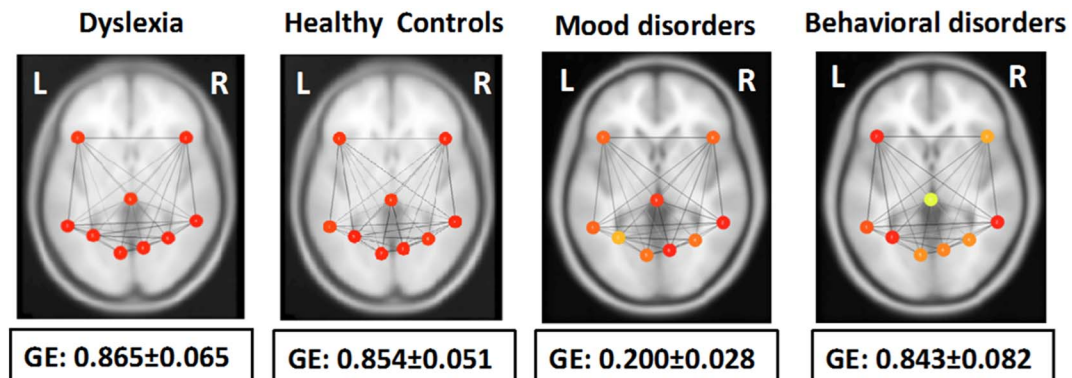 Dyslexia
Healthy Controls
Mood disorders
Behavioral disorders
L R
L R
L R
L R
GE: 0.865±0.065
GE: 0.854±0.051
GE: 0.200±0.028
GE: 0.843±0.082